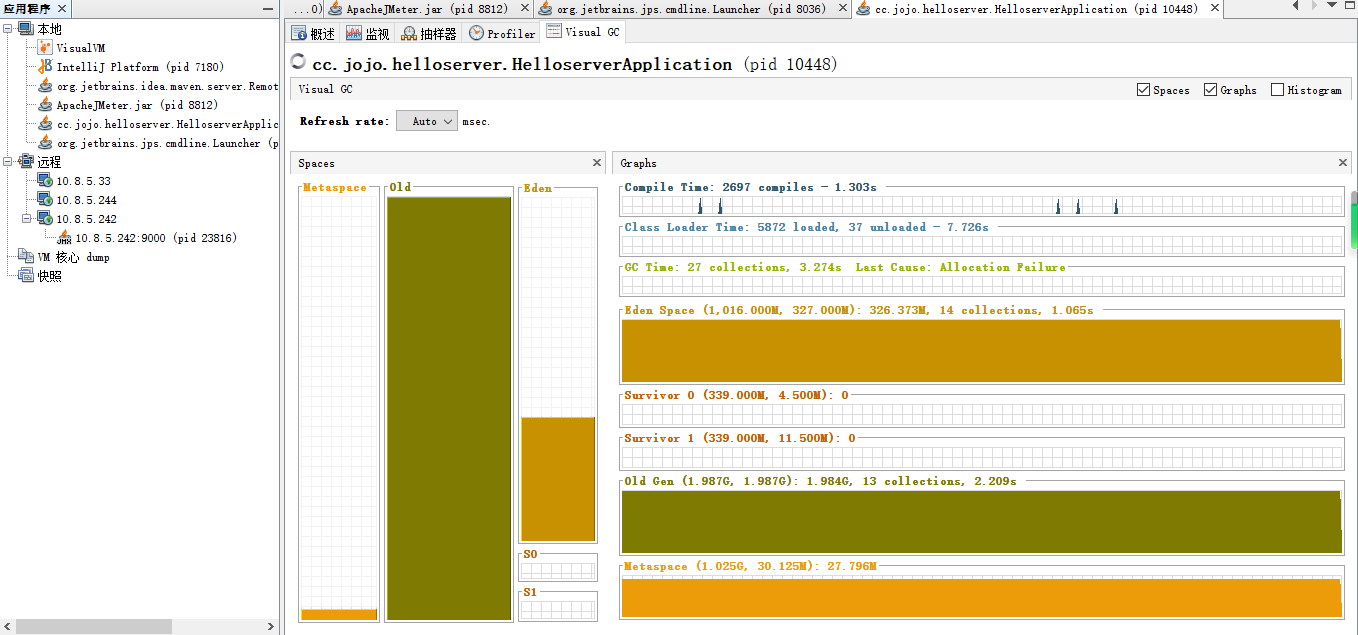 应用程序
...0)
ApacheJMeter.jar (pid 8812)
org.jetbrains.jps.cmdline.Launcher (pid 8036)
cc.jojo.helloserver.HelloserverApplication (pid 10448)
本地
VisualVM
IntelliJ Platform (pid 7180)
org.jetbrains.idea.maven.server.Remot
ApacheJMeter.jar (pid 8812)
cc.jojo.helloserver.HelloserverApplic
org.jetbrains.jps.cmdline.Launcher (p
远程
10.8.5.33
10.8.5.244
10.8.5.242
10.8.5.242:9000 (pid 23816)
VM 核心 dump
快照
概述
监视
抽样器
Profiler
Visual GC
cc.jojo.helloserver.HelloserverApplication (pid 10448)
Visual GC
Spaces
Graphs
Histogram
Refresh rate:
Auto
msec.
Spaces
Metaspace
Old
Eden
S0
S1
Graphs
Compile Time: 2697 compiles - 1.303s
Class Loader Time: 5872 loaded, 37 unloaded - 7.726s
GC Time: 27 collections, 3.274s Last Cause: Allocation Failure
Eden Space (1,016.000M, 327.000M): 326.373M, 14 collections, 1.065s
Survivor 0 (339.000M, 4.500M): 0
Survivor 1 (339.000M, 11.500M): 0
Old Gen (1.987G, 1.987G): 1.984G, 13 collections, 2.209s
Metaspace (1.025G, 30.125M): 27.796M